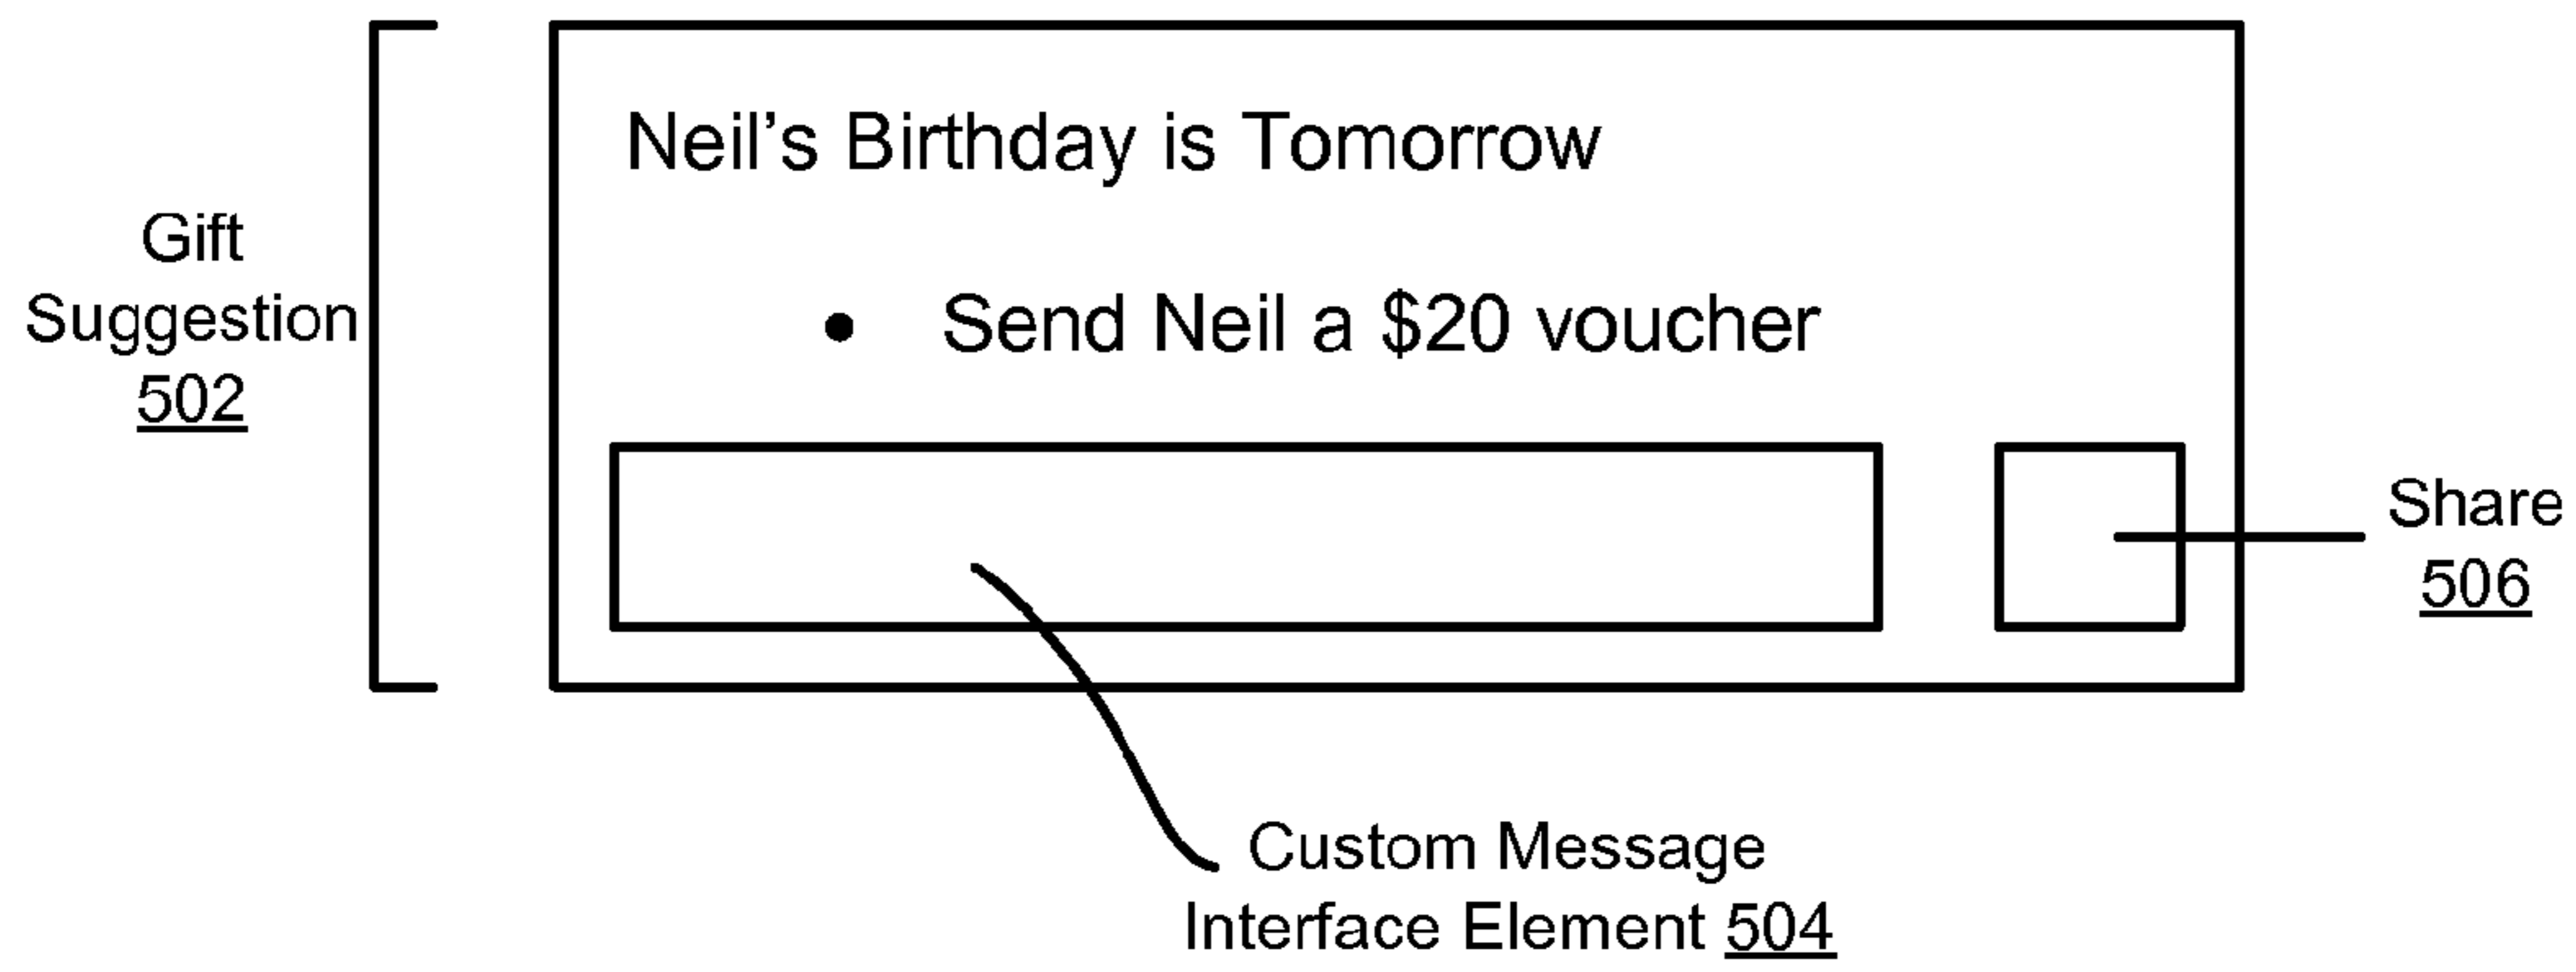 Neil’s Birthday is Tomorrow
• Send Neil a $20 voucher
Gift
Suggestion
502
Share
506
Custom Message
Interface Element 504